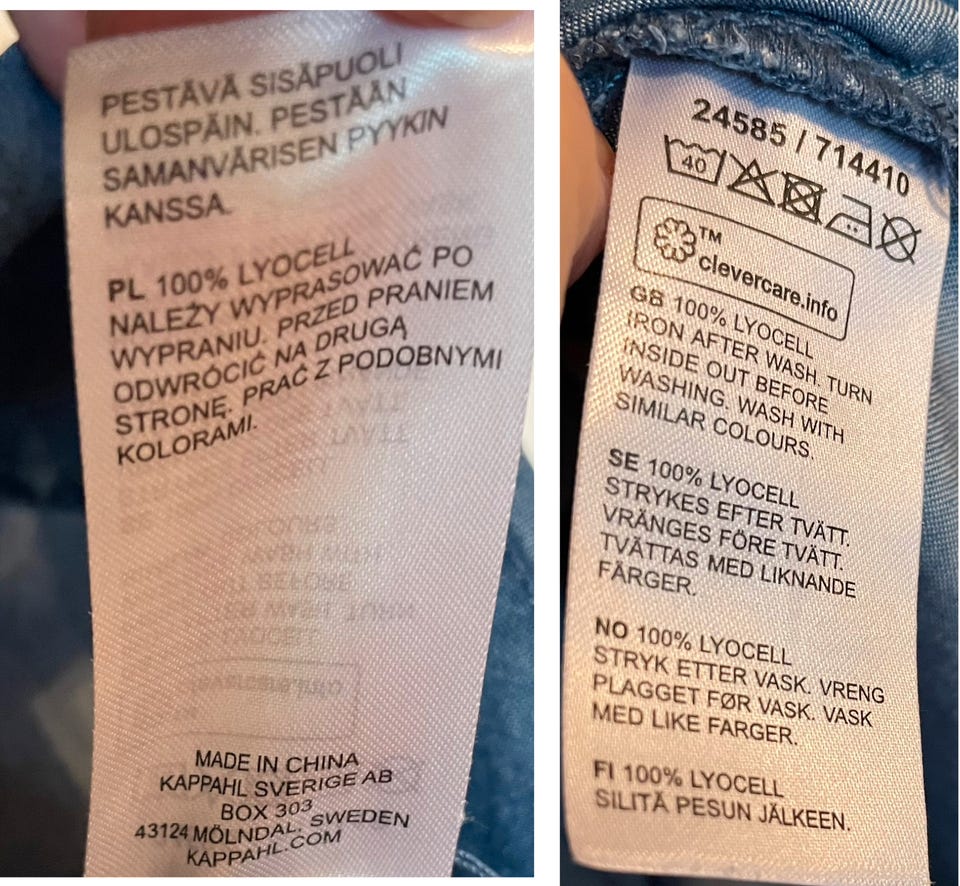 PESTÄVÄ SISÄPUOLI
ULOSPÄIN. PESTÄÄN
SAMANVÄRISEN PYYKIN
KANSSA.
PL 100% LYOCELL
NALEŻY WYPRASOWAĆ PO
WYPRANIU. PRZED PRANIEM
ODWRÓCIĆ NA DRUGĄ
STRONĘ. PRAĆ Z PODOBNYMI
KOLORAMI.
MADE IN CHINA
KAPPAHL SVERIGE AB
BOX 303
43124 MÖLNDAL, SWEDEN
KAPPAHL.COM
24585 / 714410
40
TM
clevercare.info
GB 100% LYOCELL
IRON AFTER WASH. TURN
INSIDE OUT BEFORE
WASHING. WASH WITH
SIMILAR COLOURS.
SE 100% LYOCELL
STRYKES EFTER TVÄTT.
VRÄNGES FÖRE TVÄTT.
TVÄTTAS MED LIKNANDE
FÄRGER.
NO 100% LYOCELL
STRYK ETTER VASK. VRENG
PLAGGET FØR VASK. VASK
MED LIKE FARGER.
FI 100% LYOCELL
SILITÄ PESUN JÄLKEEN.